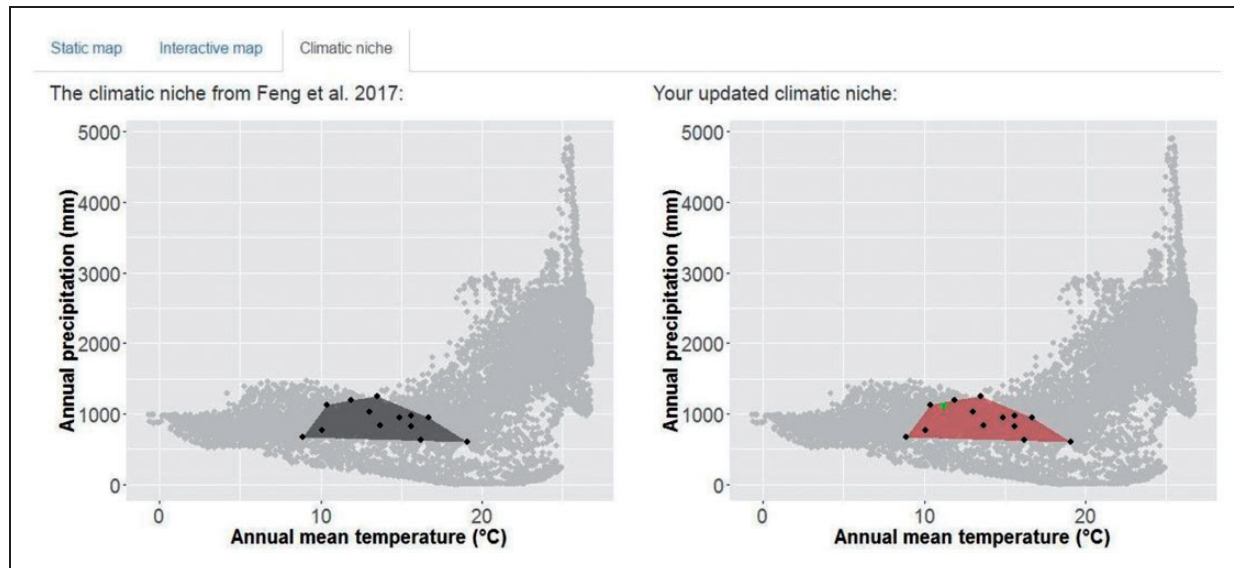 Static map Interactive map Climatic niche
The climatic niche from Feng et al. 2017:
5000
4000
3000
2000
1000
0
Annual precipitation (mm)
0 10 20
Annual mean temperature (°C)
Your updated climatic niche:
5000
4000
3000
2000
1000
0
Annual precipitation (mm)
0 10 20
Annual mean temperature (°C)